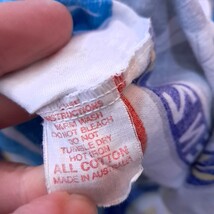 INSTRUCTIONS
WARM WASH
DO NOT BLEACH
DO NOT
TUMBLE DRY
HOT IRON
ALL COTTON
MADE IN AUSTRALIA